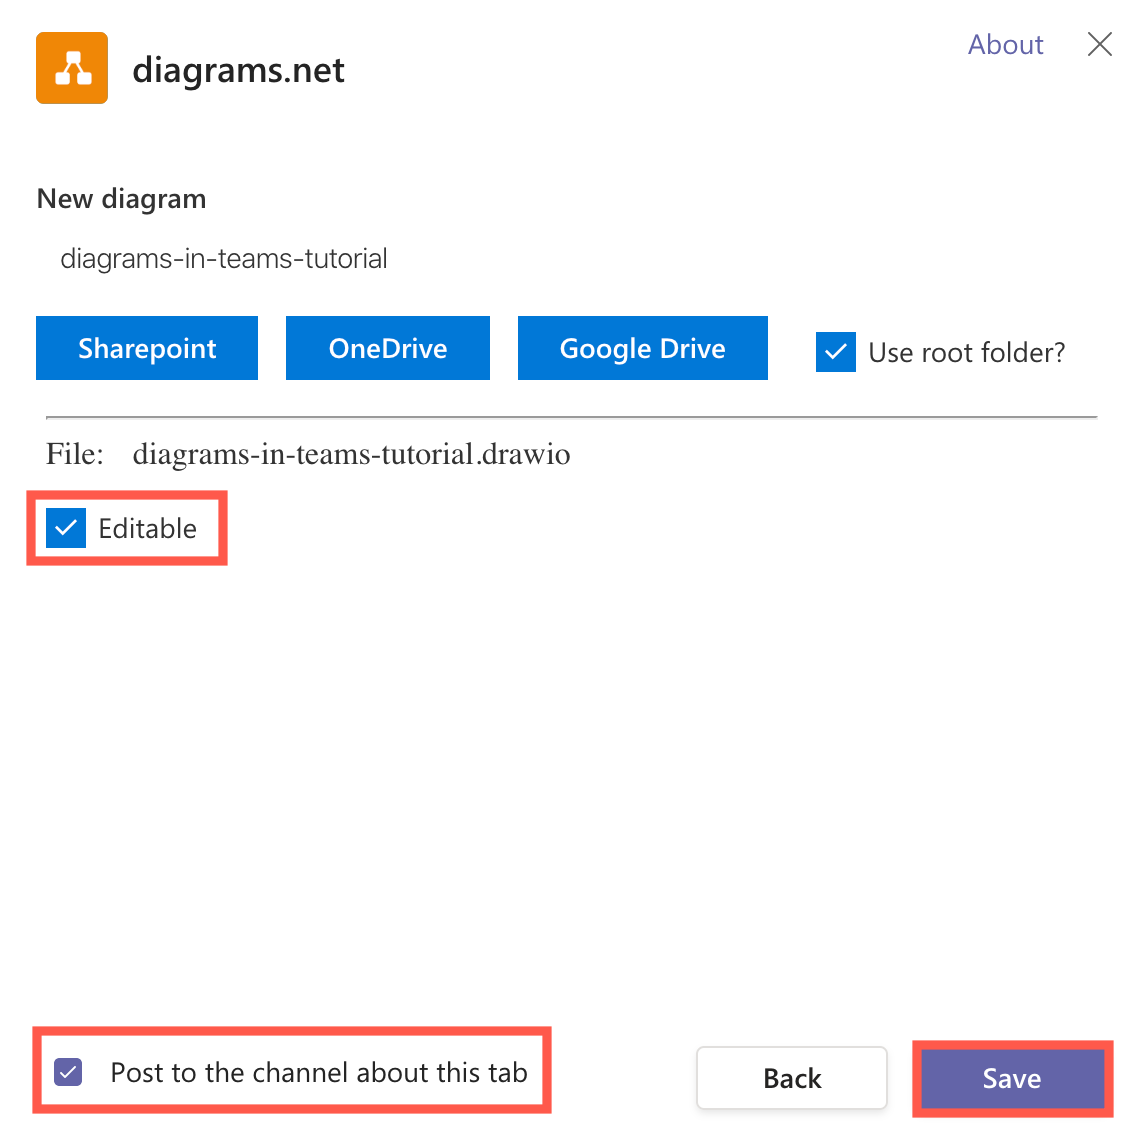 diagrams.net
About
New diagram
diagrams-in-teams-tutorial
Sharepoint OneDrive Google Drive Use root folder?
File: diagrams-in-teams-tutorial.drawio
Editable
Post to the channel about this tab Back Save